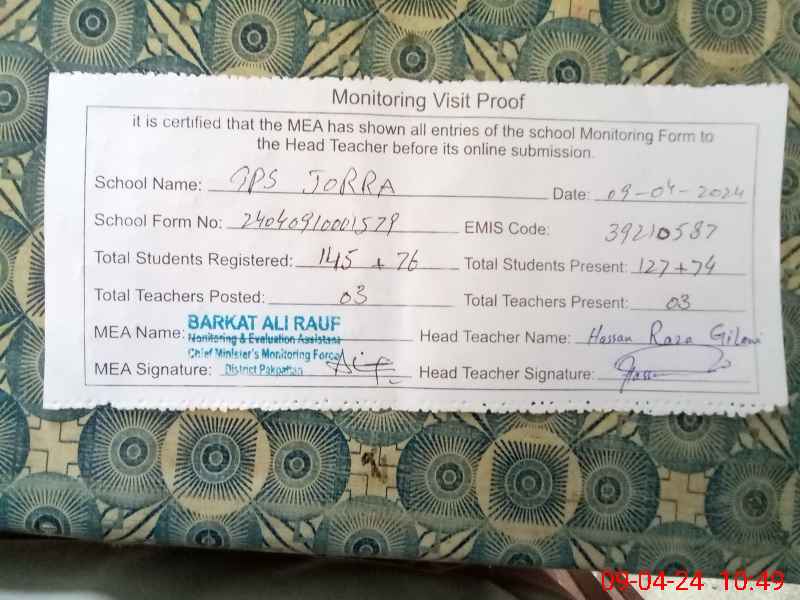 Monitoring Visit Proof
it is certified that the MEA has shown all entries of the school Monitoring Form to
the Head Teacher before its online submission.
School Name: GPS JORRA Date: 09-04-2024
School Form No: 24040910001579 EMIS Code: 39210587
Total Students Registered: 145 + 76 Total Students Present: 127+74
Total Teachers Posted: 03 Total Teachers Present: 03
MEA Name: BARKAT ALI RAUF Head Teacher Name: Hassan Raza Gilani
Monitoring & Evaluation Assistant
Chief Minister's Monitoring Force
MEA Signature: District Pakpattan Head Teacher Signature:
09-04-24 10:49